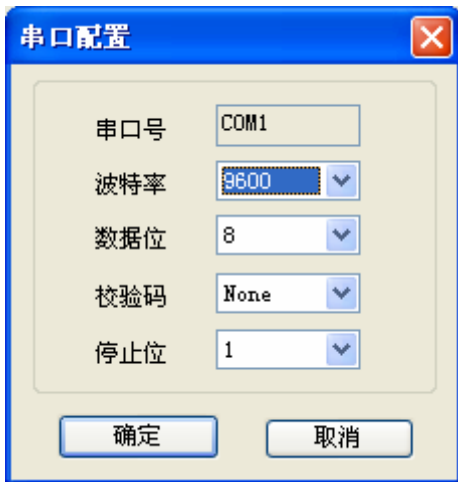 串口配置
串口号 COM1
波特率 9600
数据位 8
校验码 None
停止位 1
确定 取消